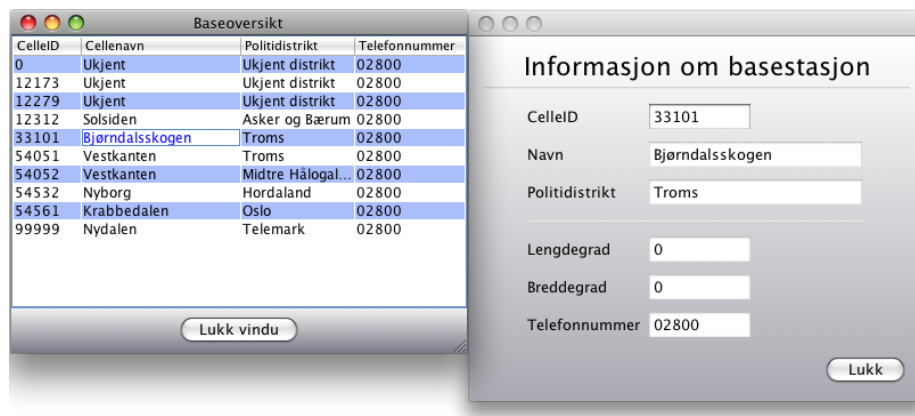 Baseoversikt
CelleID Cellenavn Politidistrikt Telefonnummer
0 Ukjent Ukjent distrikt 02800
12173 Ukjent Ukjent distrikt 02800
12279 Ukjent Ukjent distrikt 02800
12312 Solsiden Asker og Bærum 02800
33101 Bjørndalsskogen Troms 02800
54051 Vestkanten Troms 02800
54052 Vestkanten Midtre Hålogal... 02800
54532 Nyborg Hordaland 02800
54561 Krabbedalen Oslo 02800
99999 Nydalen Telemark 02800
Lukk vindu
Informasjon om basestasjon
CelleID 33101
Navn Bjørndalsskogen
Politidistrikt Troms
Lengdegrad 0
Breddegrad 0
Telefonnummer 02800
Lukk